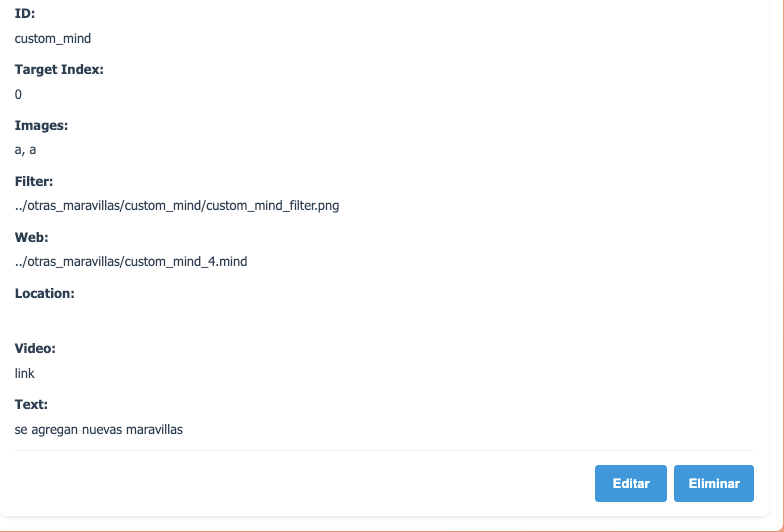 ID:
custom_mind
Target Index:
0
Images:
a, a
Filter:
../otras_maravillas/custom_mind/custom_mind_filter.png
Web:
../otras_maravillas/custom_mind_4.mind
Location:
Video:
link
Text:
se agregan nuevas maravillas
Editar
Eliminar